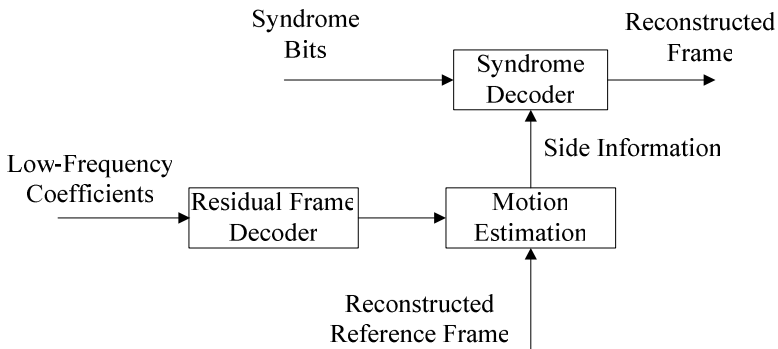 Syndrome
Bits
Syndrome
Decoder
Reconstructed
Frame
Side Information
Low-Frequency
Coefficients
Residual Frame
Decoder
Motion
Estimation
Reconstructed
Reference Frame